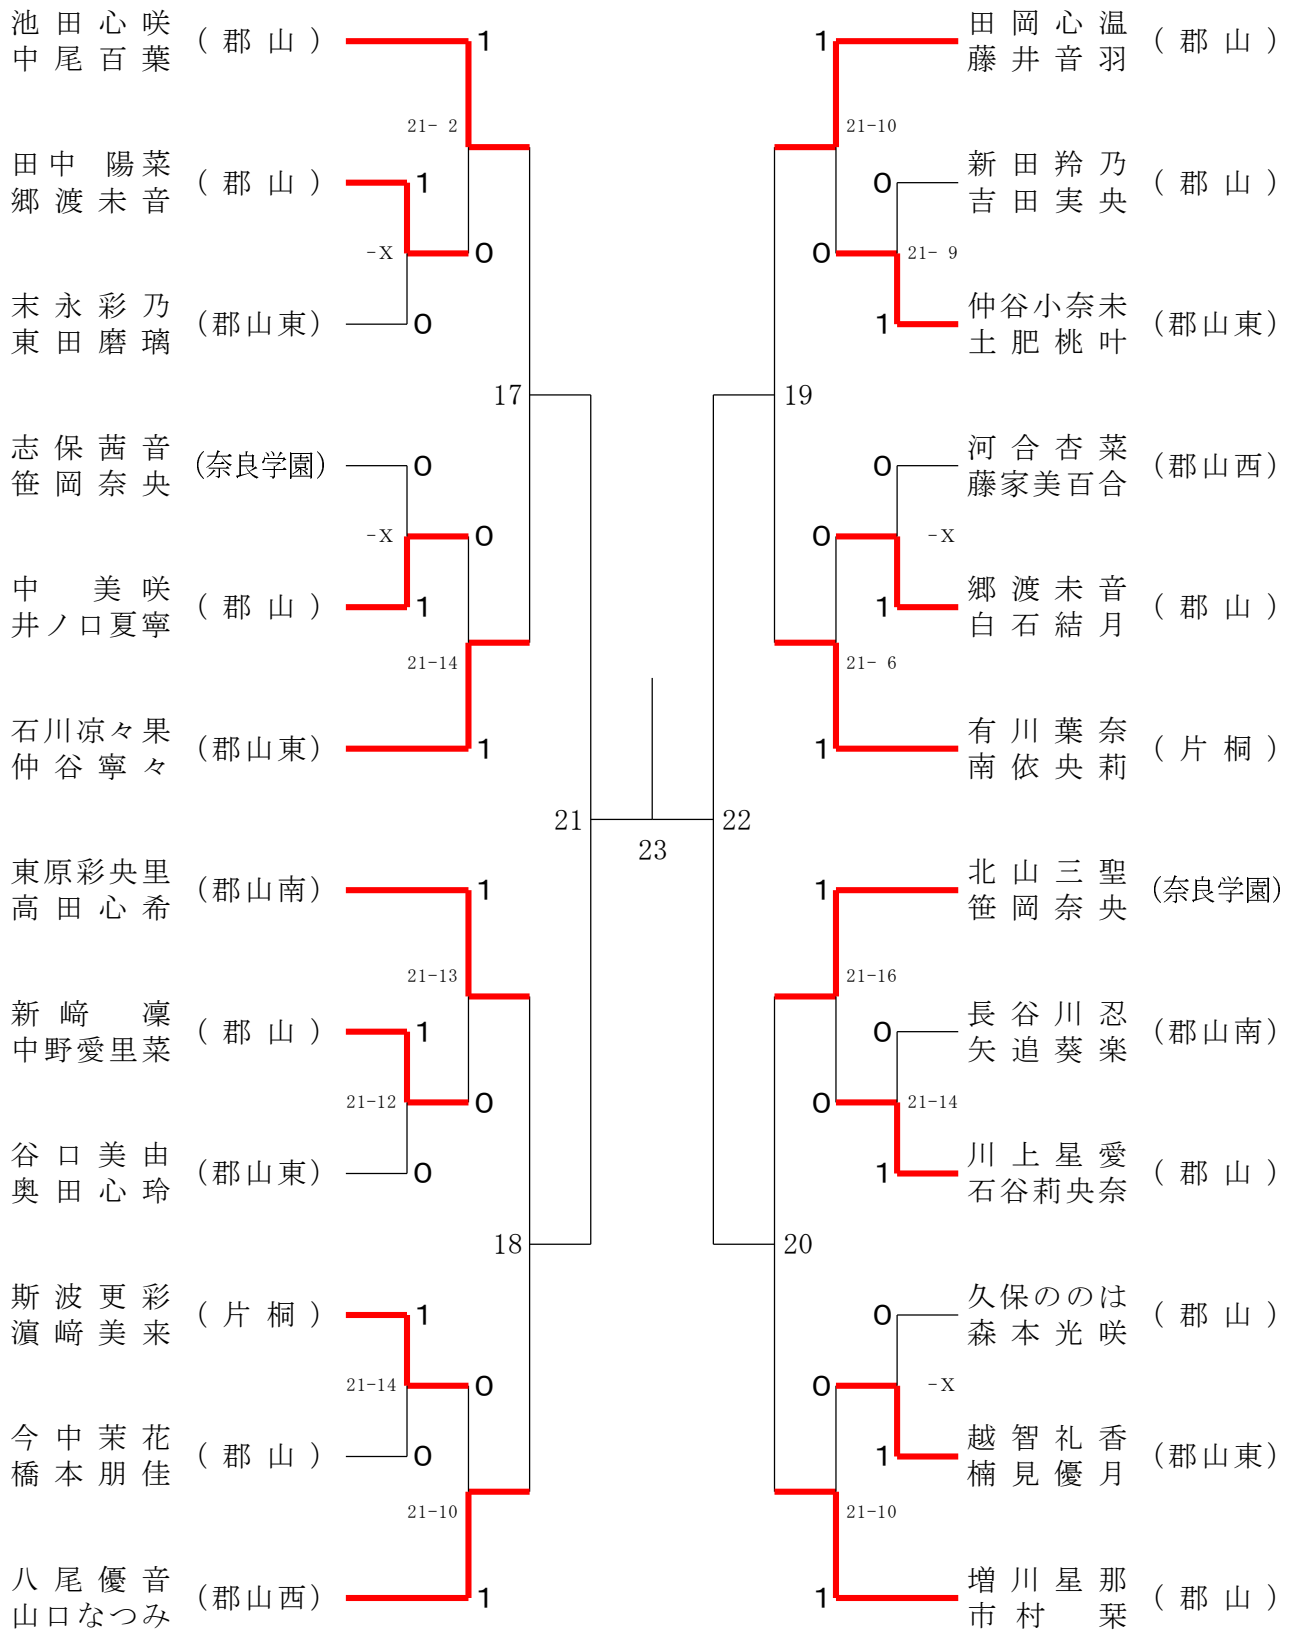 池田心咲
中尾百葉
(郡山)
1
21- 2
田中 陽菜
郷渡未音
(郡山)
1
-X
0
末永彩乃
東田磨璃
(郡山東)
0
17
志保茜音
笹岡奈央
(奈良学園)
0
-X
0
中 美咲
井ノ口夏寧
(郡山)
1
21-14
石川凉々果
仲谷寧々
(郡山東)
1
21
東原彩央里
高田心希
(郡山南)
1
21-13
新﨑 凜
中野愛里菜
(郡山)
1
21-12
0
谷口美由
奥田心玲
(郡山東)
0
18
斯波更彩
濵﨑美来
(片桐)
1
21-14
0
今中茉花
橋本朋佳
(郡山)
0
21-10
八尾優音
山口なつみ
(郡山西)
1
23
1
田岡心温
藤井音羽
(郡山)
21-10
0
新田羚乃
吉田実央
(郡山)
0
21- 9
1
仲谷小奈未
土肥桃叶
(郡山東)
19
0
河合杏菜
藤家美百合
(郡山西)
0
-X
1
郷渡未音
白石結月
(郡山)
21- 6
1
有川葉奈
南依央莉
(片桐)
22
1
北山三聖
笹岡奈央
(奈良学園)
21-16
0
長谷川忍
矢追葵楽
(郡山南)
0
21-14
1
川上星愛
石谷莉央奈
(郡山)
20
0
久保ののは
森本光咲
(郡山)
0
-X
1
越智礼香
楠見優月
(郡山東)
21-10
1
増川星那
市村 栞
(郡山)